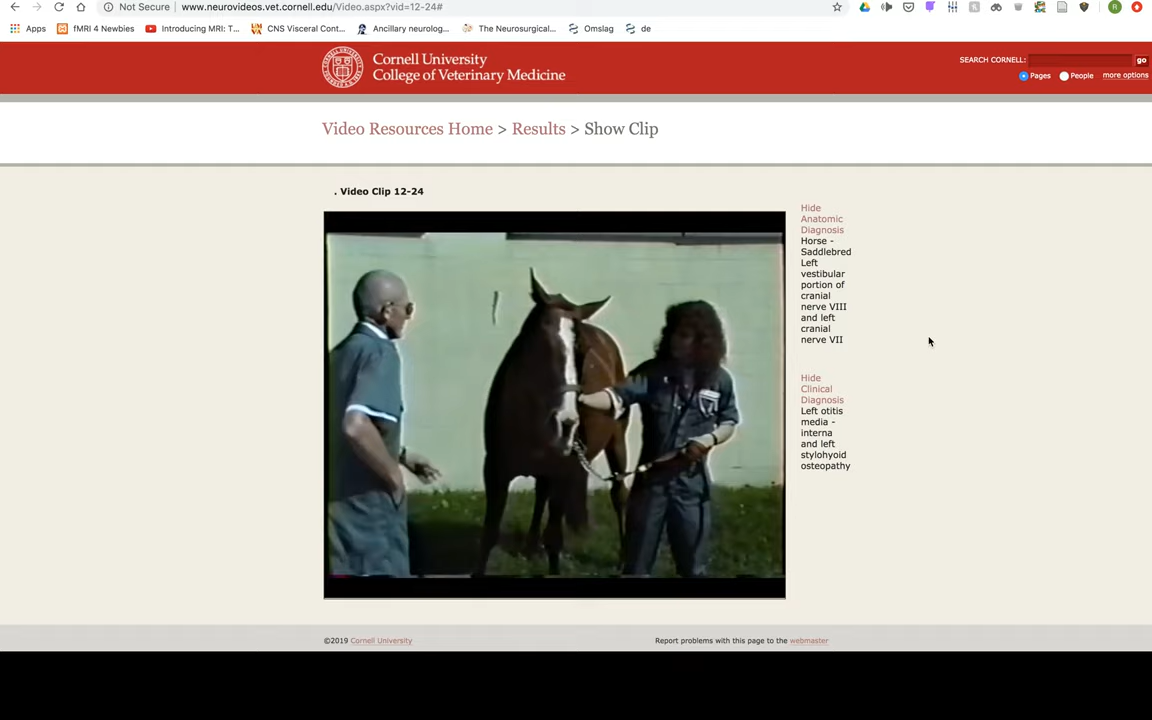 Not Secure | www.neurovideos.vet.cornell.edu/Video.aspx?vid=12-24#
Apps fMRI 4 Newbies Introducing MRI: T... CNS Visceral Cont... Ancillary neurolog... The Neurosurgical... Omslag de
Cornell University
College of Veterinary Medicine
SEARCH CORNELL: go
Pages People more options
Video Resources Home > Results > Show Clip
. Video Clip 12-24
Hide
Anatomic
Diagnosis
Horse -
Saddlebred
Left
vestibular
portion of
cranial
nerve VIII
and left
cranial
nerve VII
Hide
Clinical
Diagnosis
Left otitis
media -
interna
and left
stylohyoid
osteopathy
©2019 Cornell University
Report problems with this page to the webmaster